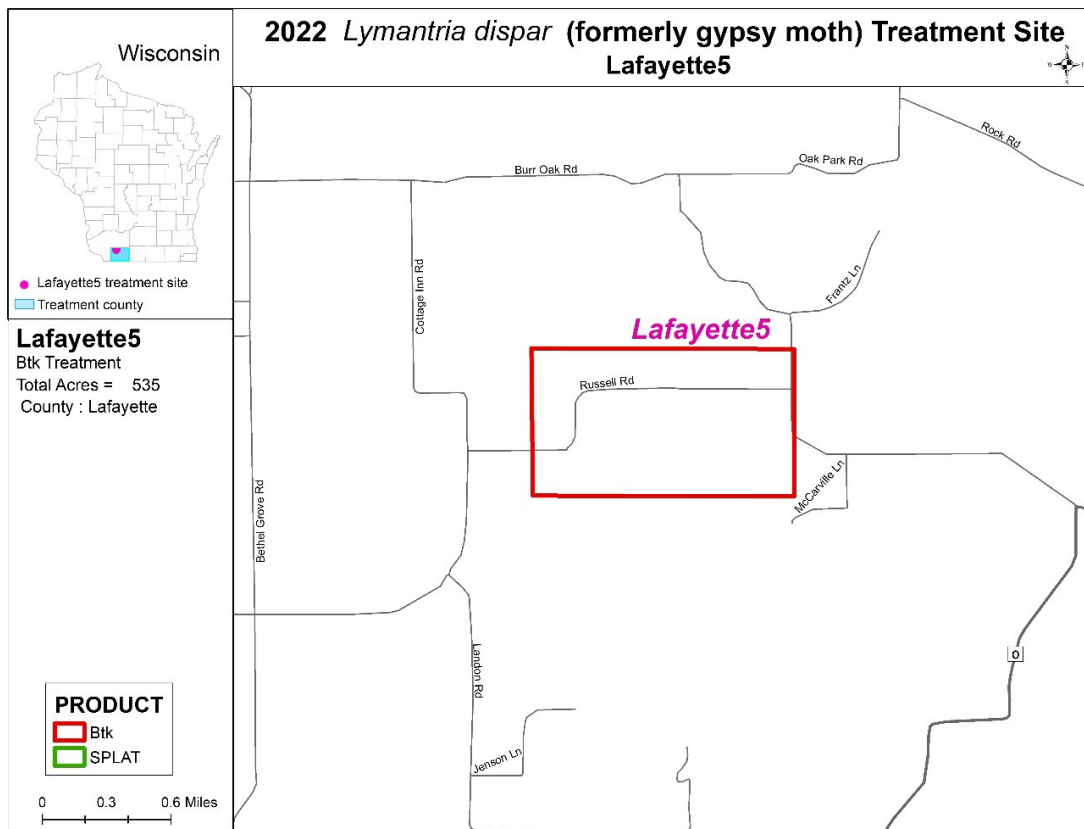 2022 Lymantria dispar (formerly gypsy moth) Treatment Site
Lafayette5
N
W
Wisconsin
Lafayette5 treatment site
Treatment county
Lafayette5
Btk Treatment
Total Acres = 535
County : Lafayette
PRODUCT
Btk
SPLAT
0 0.3 0.6 Miles
Rock Rd
Oak Park Rd
Burr Oak Rd
Cottage Inn Rd
Frantz Ln
Lafayette5
Russell Rd
McCarville Ln
Bethel Grove Rd
Landon Rd
O
Jenson Ln